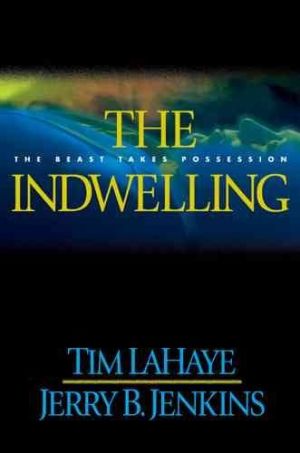 THE
THE BEAST TAKES POSSESSION
INDWELLING
TIM LAHAYE
JERRY B. JENKINS